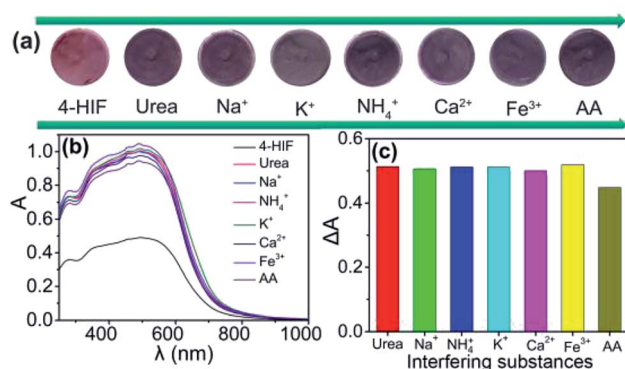 (a)
4-HIF Urea Na⁺ K⁺ NH₄⁺ Ca²⁺ Fe³⁺ AA
(b)
A
1.0
0.8
0.6
0.4
0.2
0.0
4-HIF
Urea
Na⁺
NH₄⁺
K⁺
Ca²⁺
Fe³⁺
AA
400 600 800 1000
λ (nm)
(c)
ΔA
0.6
0.4
0.2
0.0
Urea Na⁺ NH₄⁺ K⁺ Ca²⁺ Fe³⁺ AA
Interfering substances